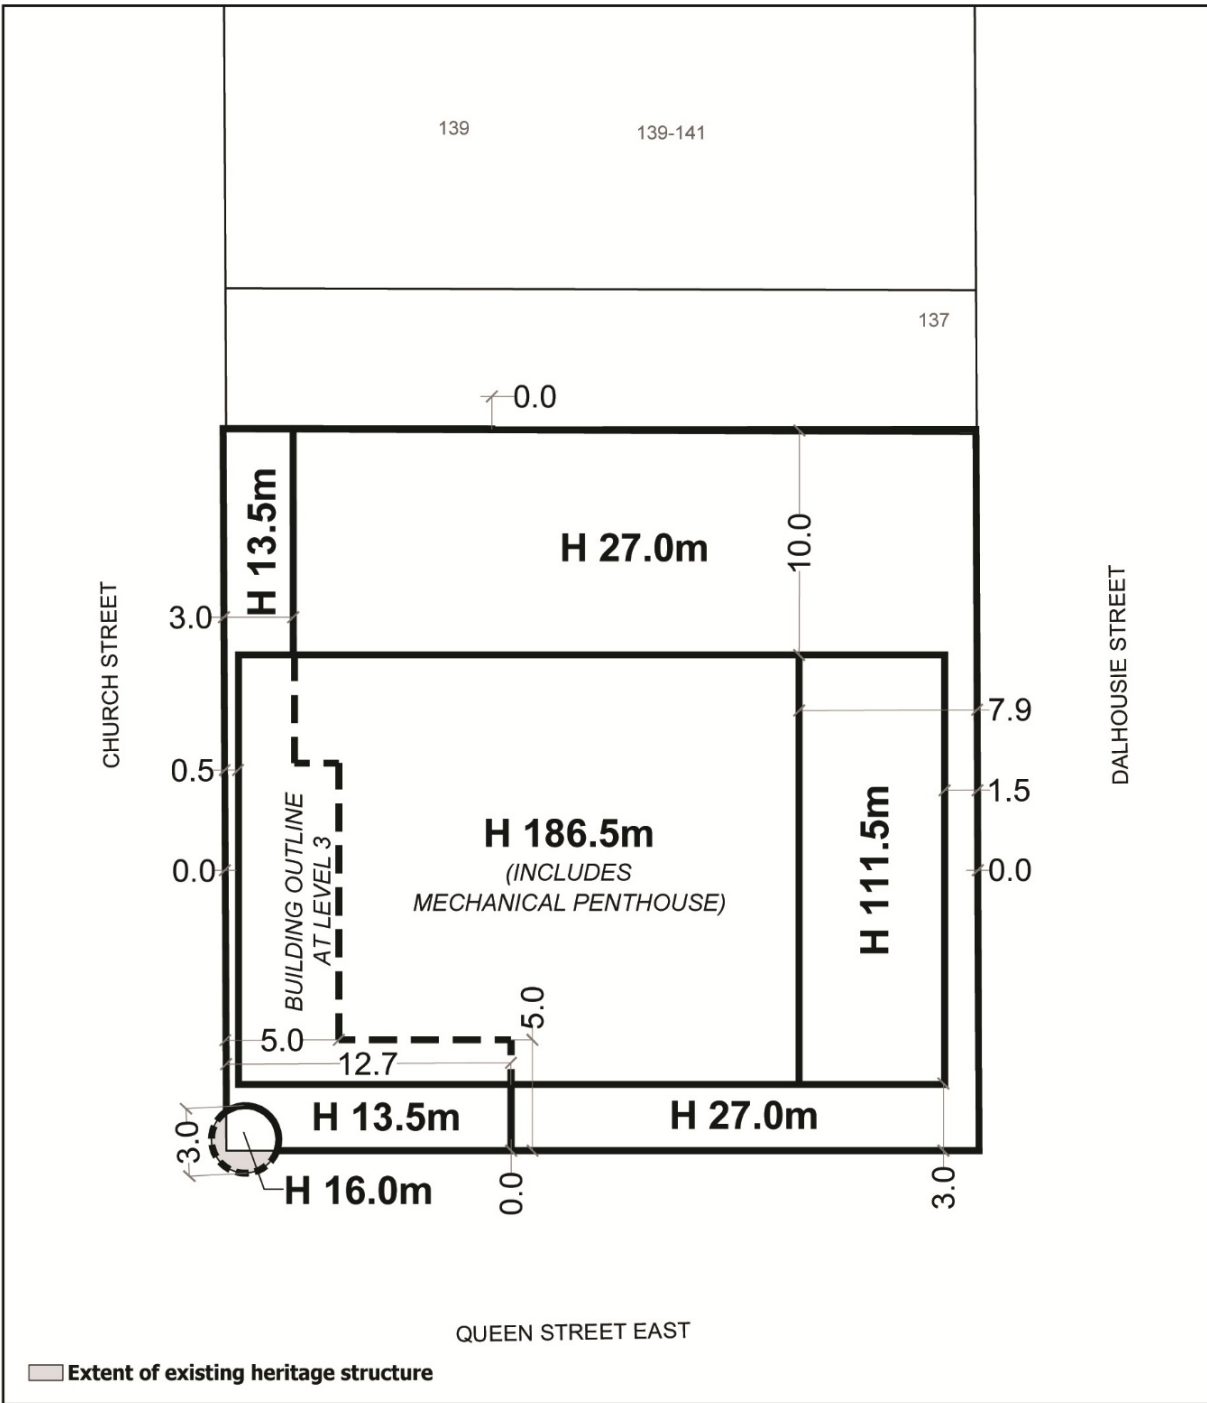 139
139-141
137
0.0
H 13.5m
H 27.0m
10.0
3.0
CHURCH STREET
DALHOUSIE STREET
7.9
0.5
1.5
BUILDING OUTLINE
AT LEVEL 3
H 186.5m
(INCLUDES
MECHANICAL PENTHOUSE)
H 111.5m
0.0
0.0
5.0
5.0
12.7
H 13.5m
H 27.0m
3.0
H 16.0m
0.0
3.0
QUEEN STREET EAST
Extent of existing heritage structure